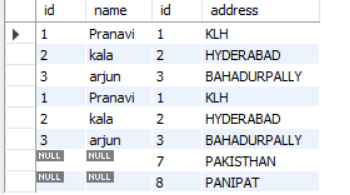 id name id address
1 Pranavi 1 KLH
2 kala 2 HYDERABAD
3 arjun 3 BAHADURPALLY
1 Pranavi 1 KLH
2 kala 2 HYDERABAD
3 arjun 3 BAHADURPALLY
NULL NULL 7 PAKISTHAN
NULL NULL 8 PANIPAT